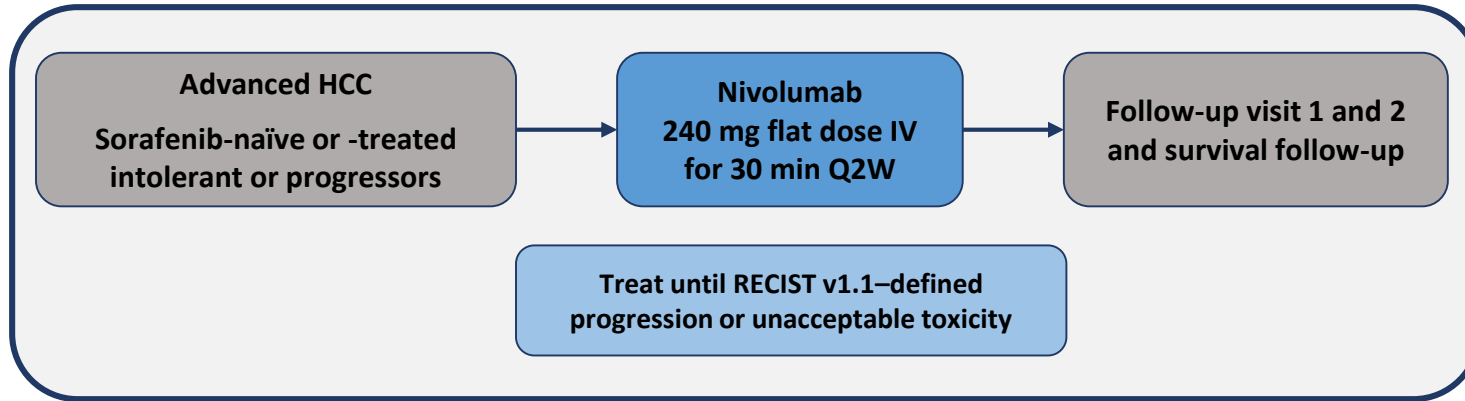 Advanced HCC
Sorafenib-naïve or -treated
intolerant or progressors
Nivolumab
240 mg flat dose IV
for 30 min Q2W
Follow-up visit 1 and 2
and survival follow-up
Treat until RECIST v1.1–defined
progression or unacceptable toxicity